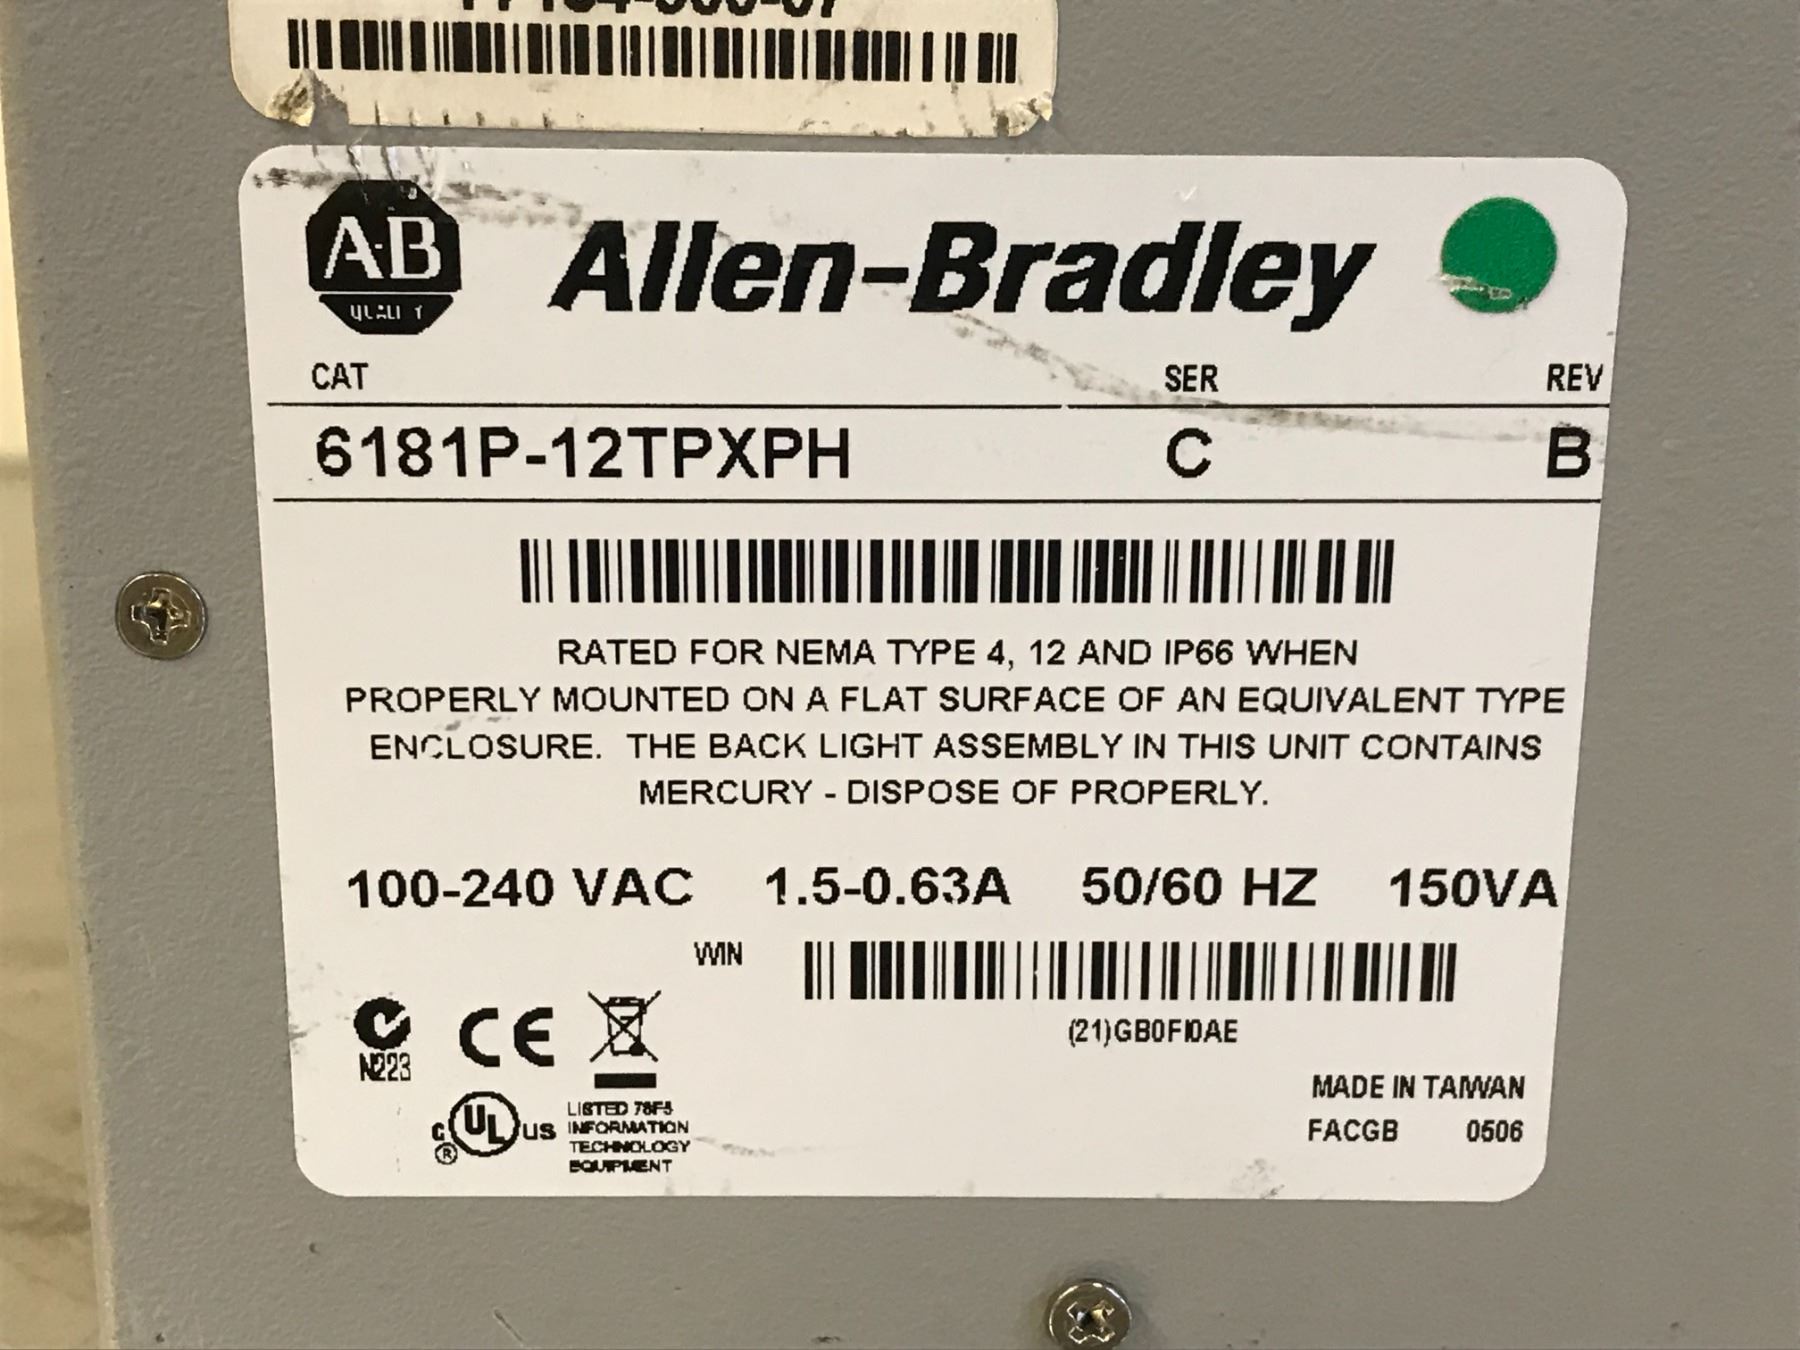 A-B
QUALITY
Allen-Bradley
CAT SER REV
6181P-12TPXPH C B
RATED FOR NEMA TYPE 4, 12 AND IP66 WHEN
PROPERLY MOUNTED ON A FLAT SURFACE OF AN EQUIVALENT TYPE
ENCLOSURE. THE BACK LIGHT ASSEMBLY IN THIS UNIT CONTAINS
MERCURY - DISPOSE OF PROPERLY.
100-240 VAC 1.5-0.63A 50/60 HZ 150VA
WIN
(21)GB0FI0AE
N223
CE
C UL US
®
LISTED 78F5
INFORMATION
TECHNOLOGY
EQUIPMENT
MADE IN TAIWAN
FACGB 0506